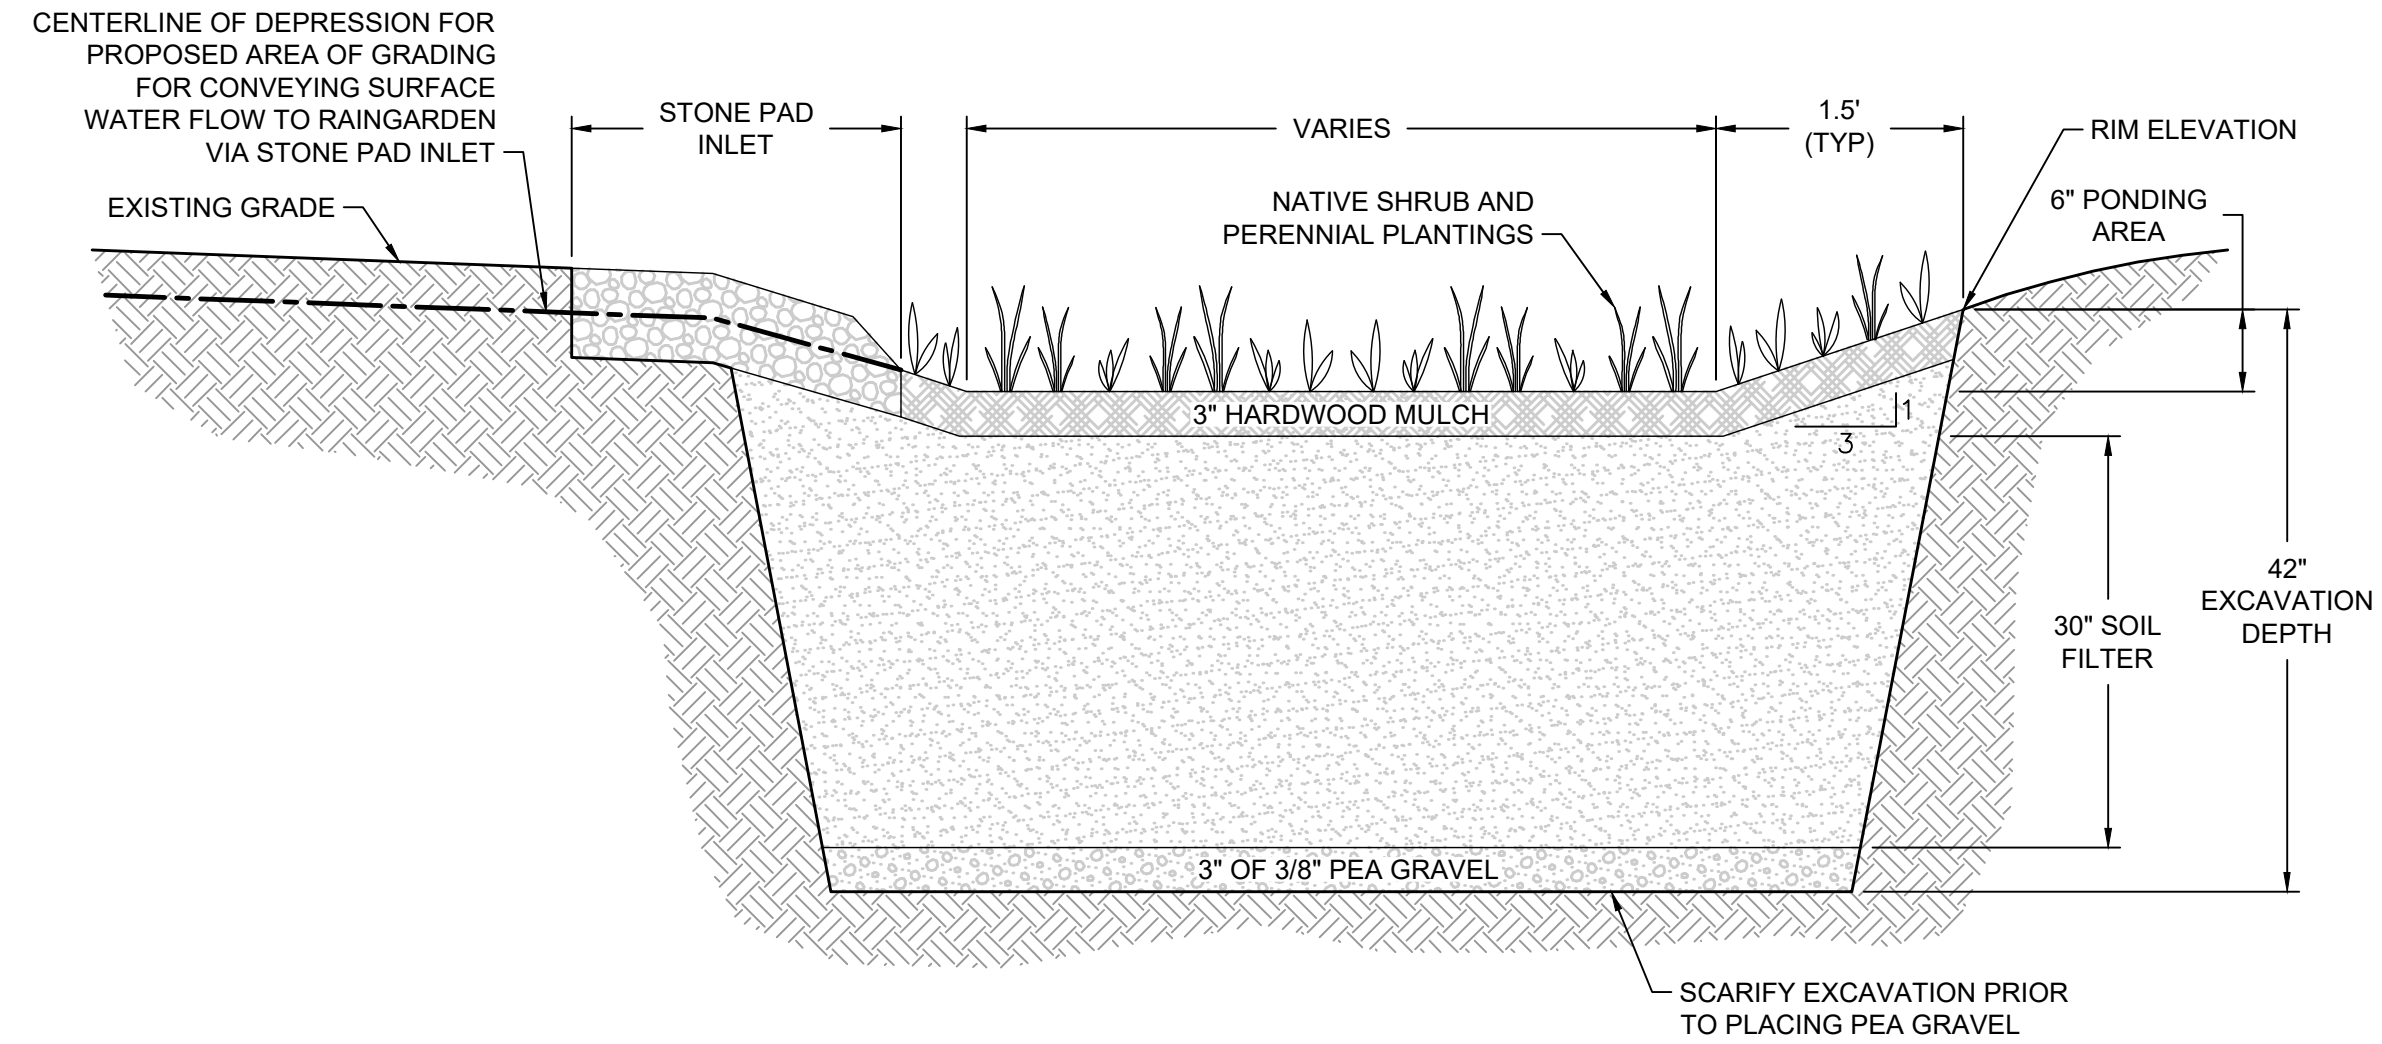 CENTERLINE OF DEPRESSION FOR
PROPOSED AREA OF GRADING
FOR CONVEYING SURFACE
WATER FLOW TO RAINGARDEN
VIA STONE PAD INLET
EXISTING GRADE
STONE PAD
INLET
VARIES
1.5'
(TYP)
RIM ELEVATION
NATIVE SHRUB AND
PERENNIAL PLANTINGS
6" PONDING
AREA
3" HARDWOOD MULCH
1
3
42"
EXCAVATION
DEPTH
30" SOIL
FILTER
3" OF 3/8" PEA GRAVEL
SCARIFY EXCAVATION PRIOR
TO PLACING PEA GRAVEL